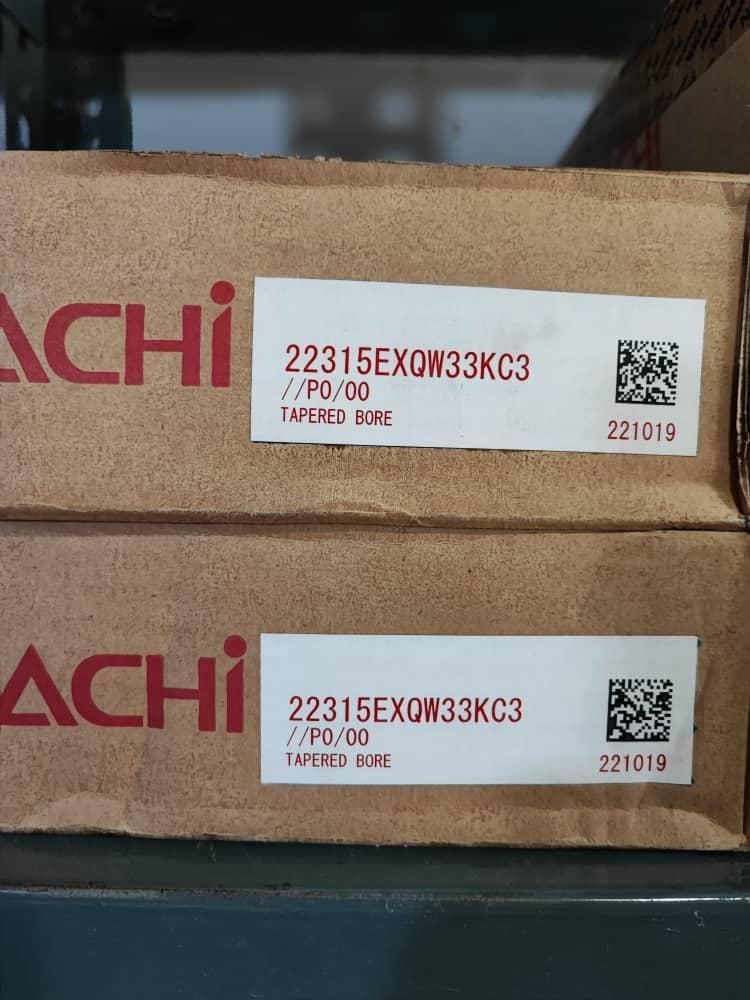 ACHi
22315EXQW33KC3
//P0/00
TAPERED BORE
221019
ACHi
22315EXQW33KC3
//P0/00
TAPERED BORE
221019